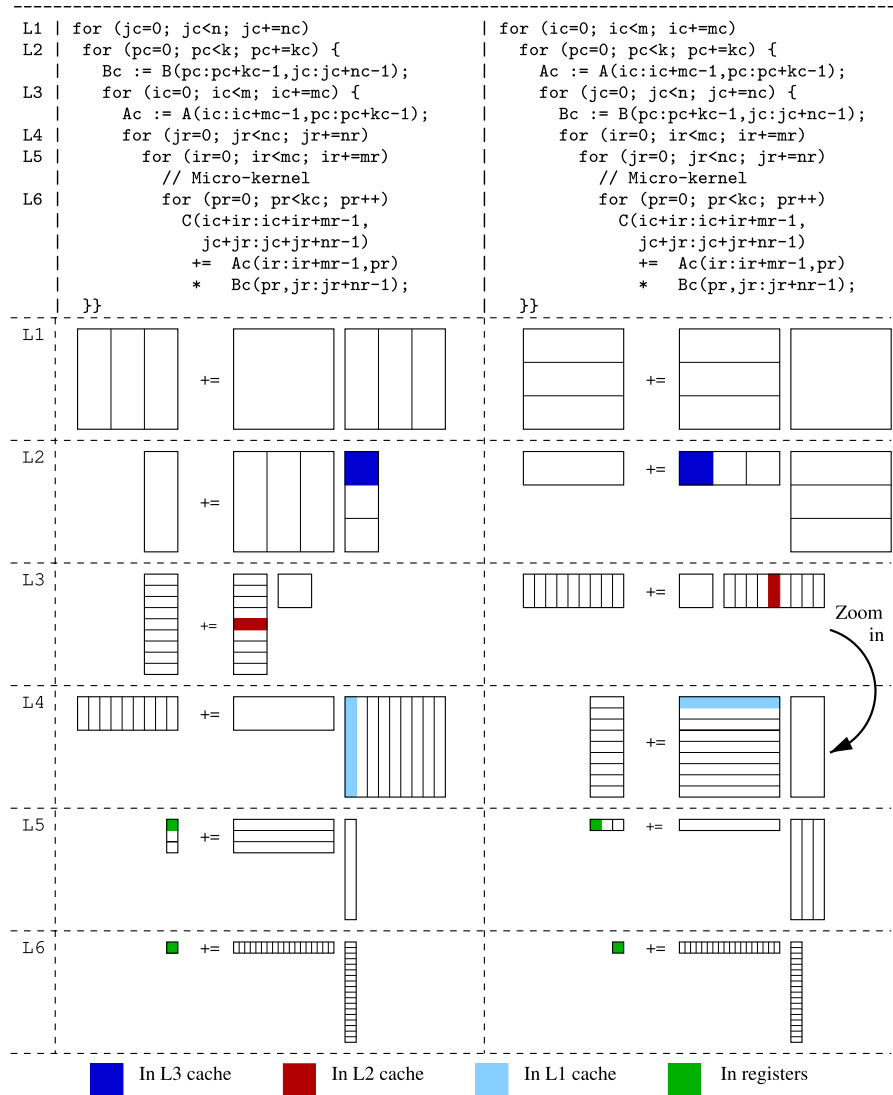 L1 | for (jc=0; jc<n; jc+=nc) | for (ic=0; ic<m; ic+=mc)
L2 | for (pc=0; pc<k; pc+=kc) { | for (pc=0; pc<k; pc+=kc) {
| Bc := B(pc:pc+kc-1,jc:jc+nc-1); | Ac := A(ic:ic+mc-1,pc:pc+kc-1);
L3 | for (ic=0; ic<m; ic+=mc) { | for (jc=0; jc<n; jc+=nc) {
| Ac := A(ic:ic+mc-1,pc:pc+kc-1); | Bc := B(pc:pc+kc-1,jc:jc+nc-1);
L4 | for (jr=0; jr<nc; jr+=nr) | for (ir=0; ir<mc; ir+=mr)
L5 | for (ir=0; ir<mc; ir+=mr) | for (jr=0; jr<nc; jr+=nr)
| // Micro-kernel | // Micro-kernel
L6 | for (pr=0; pr<kc; pr++) | for (pr=0; pr<kc; pr++)
| C(ic+ir:ic+ir+mr-1, | C(ic+ir:ic+ir+mr-1,
| jc+jr:jc+jr+nr-1) | jc+jr:jc+jr+nr-1)
| += Ac(ir:ir+mr-1,pr) | += Ac(ir:ir+mr-1,pr)
| * Bc(pr,jr:jr+nr-1); | * Bc(pr,jr:jr+nr-1);
| }} | }}
L1 += +=
L2 += +=
L3 += +=
Zoom
in
L4 += +=
L5 += +=
L6 += +=
In L3 cache In L2 cache In L1 cache In registers